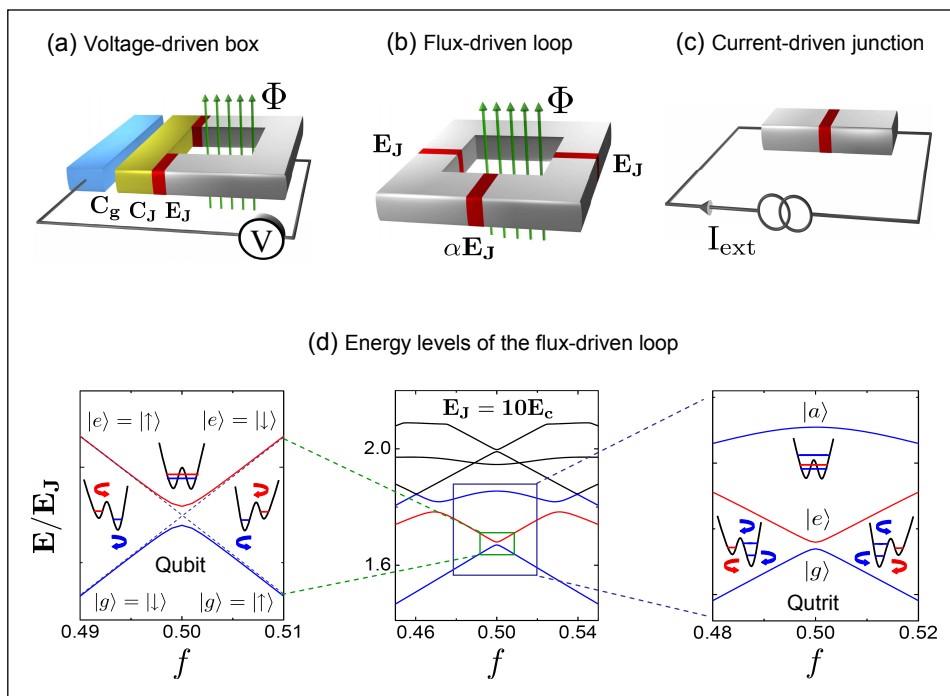 (a) Voltage-driven box
(b) Flux-driven loop
(c) Current-driven junction
Φ
C_g C_J E_J
V
Φ
E_J
E_J
αE_J
I_ext
(d) Energy levels of the flux-driven loop
E/E_J
|e⟩ = |↑⟩ |e⟩ = |↓⟩
Qubit
|g⟩ = |↓⟩ |g⟩ = |↑⟩
0.49 0.50 0.51
f
E_J = 10E_c
2.0
1.6
0.46 0.50 0.54
f
|a⟩
|e⟩
|g⟩
Qutrit
0.48 0.50 0.52
f